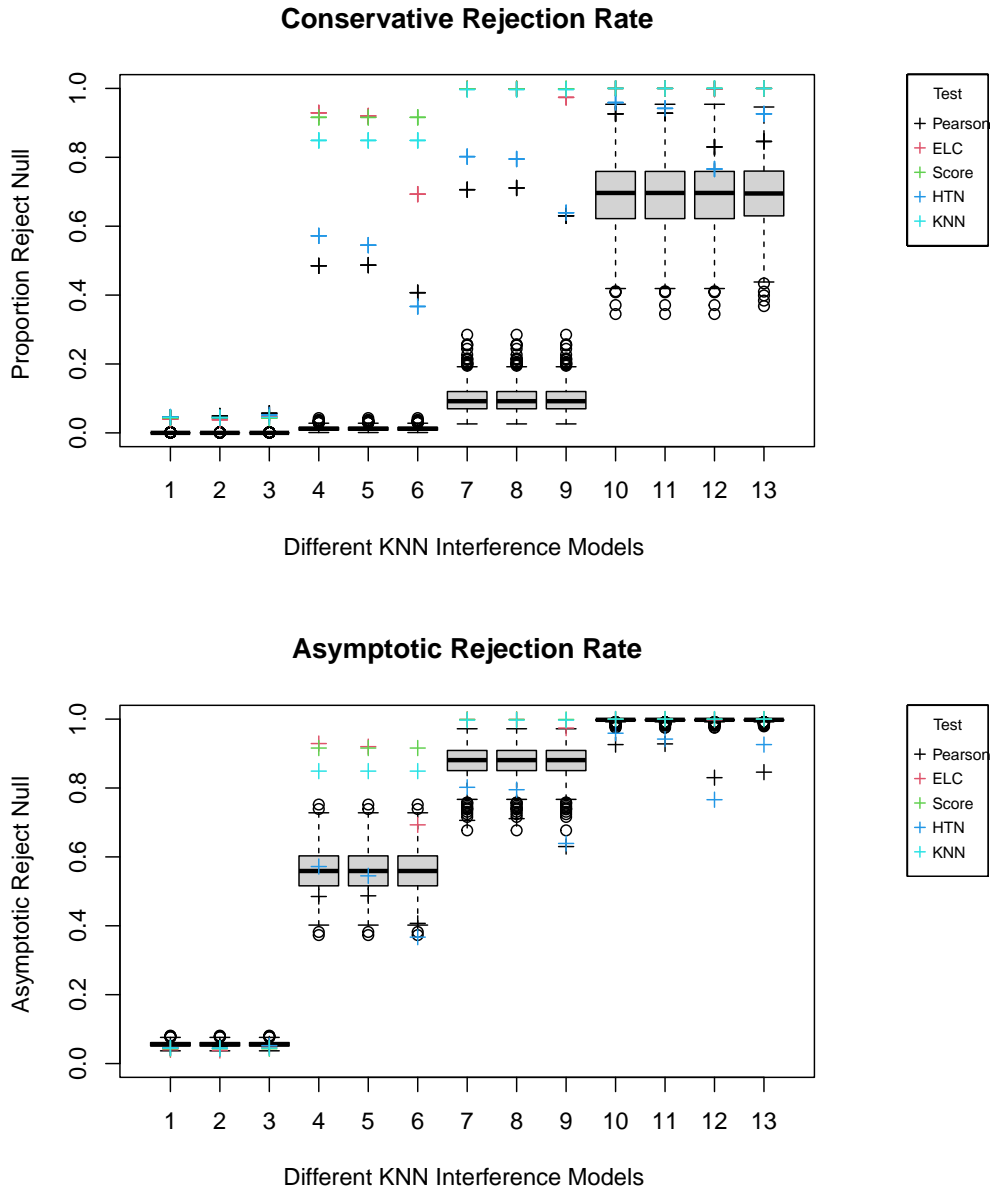 Conservative Rejection Rate
Proportion Reject Null
1.0
0.8
0.6
0.4
0.2
0.0
1 2 3 4 5 6 7 8 9 10 11 12 13
Different KNN Interference Models
Test
Pearson
ELC
Score
HTN
KNN
Asymptotic Rejection Rate
Asymptotic Reject Null
1.0
0.8
0.6
0.4
0.2
0.0
1 2 3 4 5 6 7 8 9 10 11 12 13
Different KNN Interference Models
Test
Pearson
ELC
Score
HTN
KNN